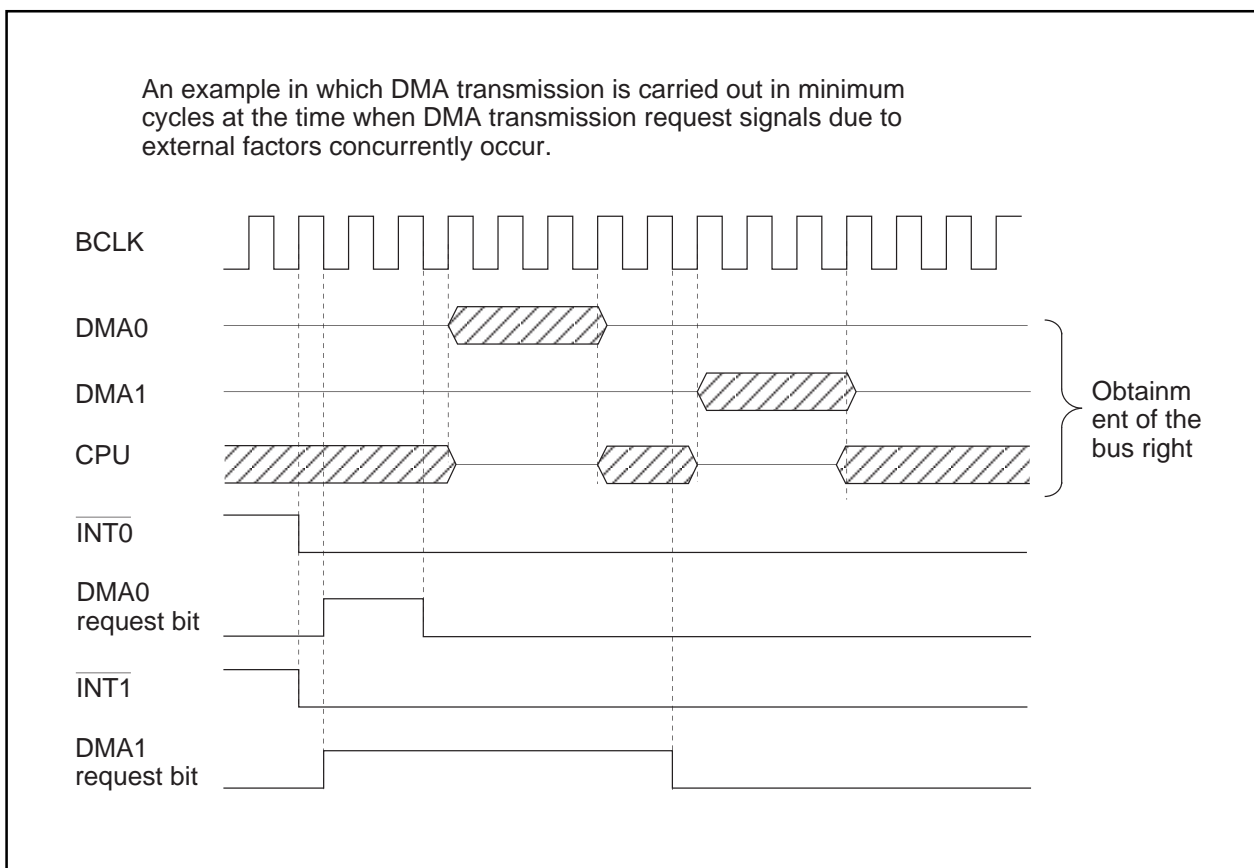 An example in which DMA transmission is carried out in minimum
cycles at the time when DMA transmission request signals due to
external factors concurrently occur.
BCLK
DMA0
DMA1
CPU
Obtainm
ent of the
bus right
INT0
DMA0
request bit
INT1
DMA1
request bit